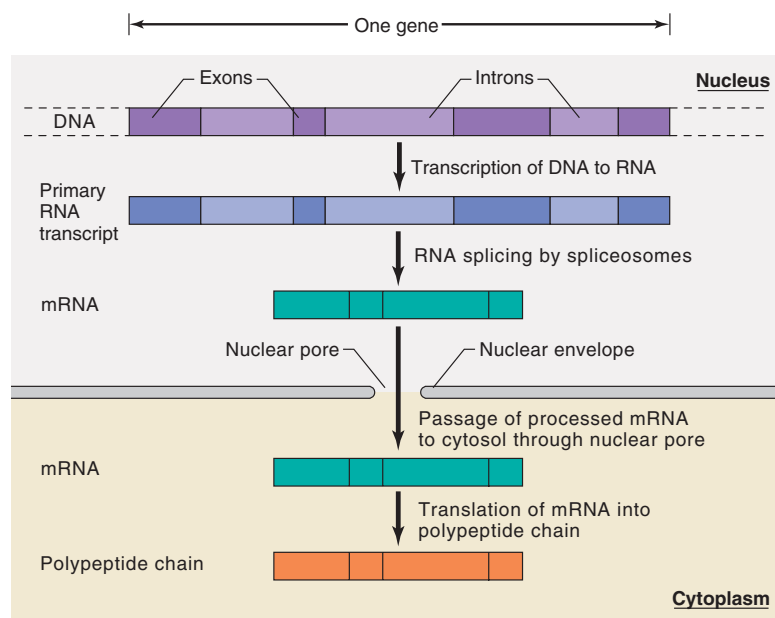 One gene
Exons
Introns
Nucleus
DNA
Transcription of DNA to RNA
Primary
RNA
transcript
RNA splicing by spliceosomes
mRNA
Nuclear pore
Nuclear envelope
Passage of processed mRNA
to cytosol through nuclear pore
mRNA
Translation of mRNA into
polypeptide chain
Polypeptide chain
Cytoplasm